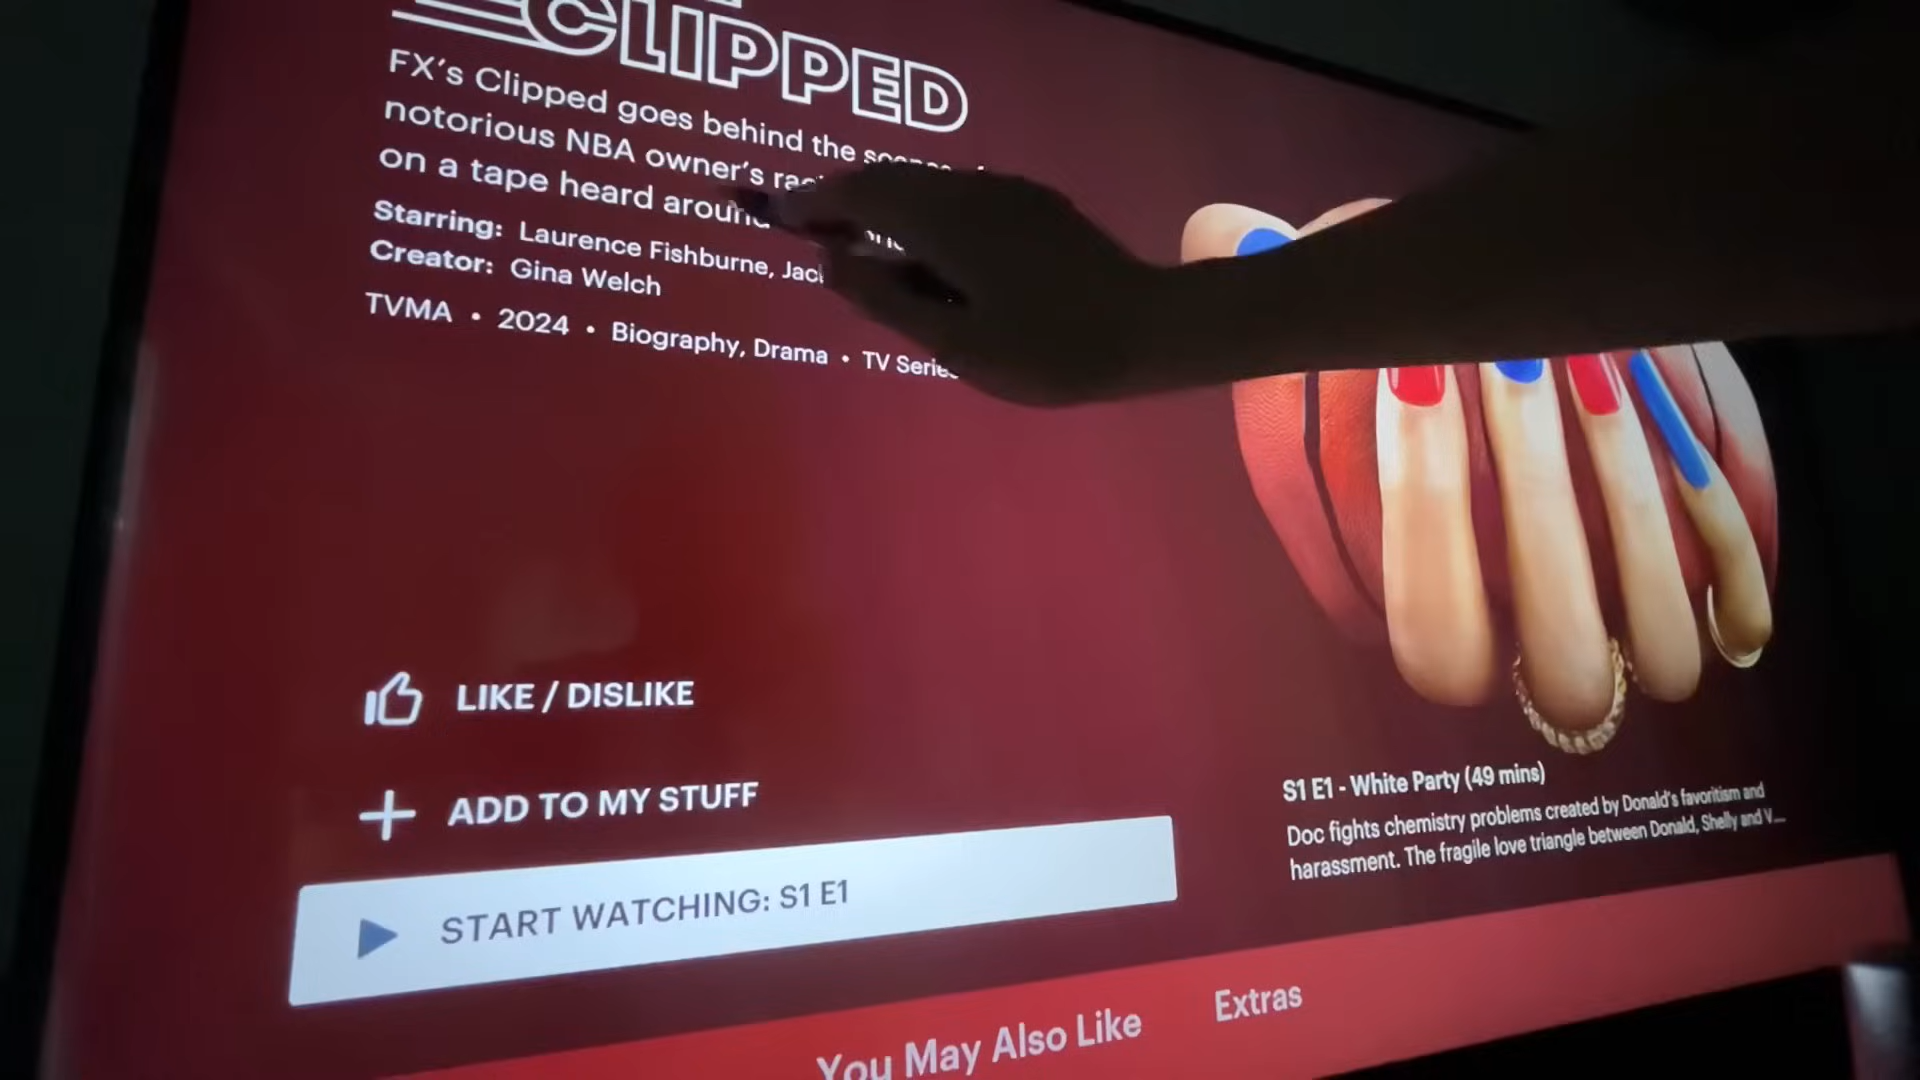 CLIPPED
FX's Clipped goes behind the
notorious NBA owner's
on a tape heard around
Starring: Laurence Fishburne,
Creator: Gina Welch
TVMA • 2024 • Biography, Drama • TV Series
LIKE / DISLIKE
ADD TO MY STUFF
START WATCHING: S1 E1
S1 E1 - White Party (49 mins)
Doc fights chemistry problems created by Donald's favoritism and
harassment. The fragile love triangle between Donald, Shelly and V...
You May Also Like
Extras